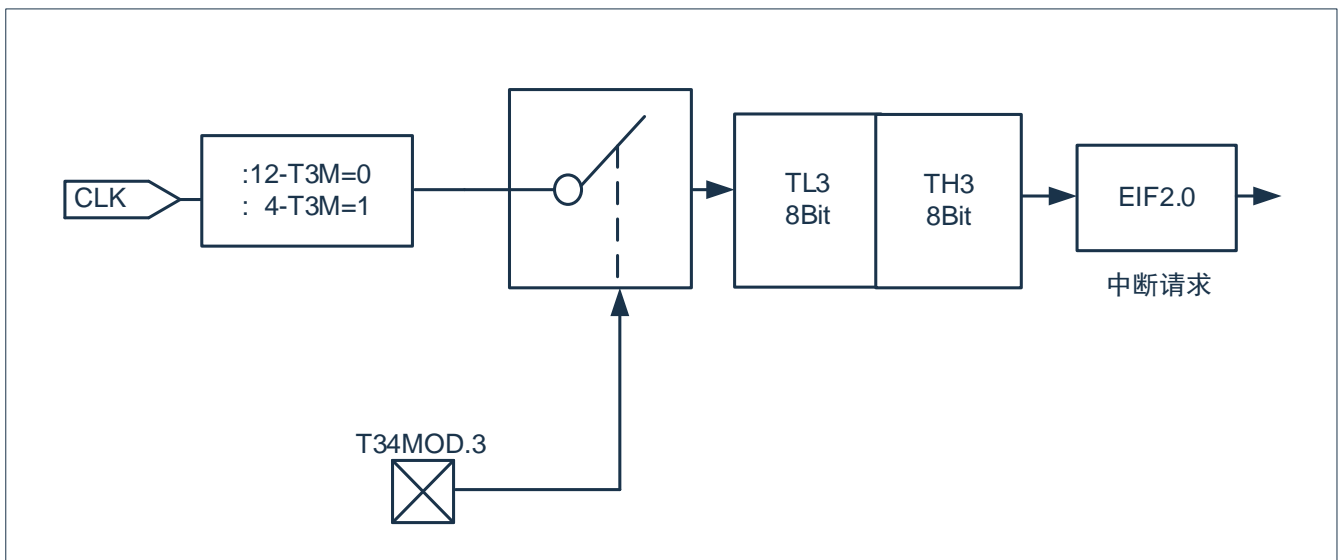 CLK
:12-T3M=0
:  4-T3M=1
TL3
8Bit
TH3
8Bit
EIF2.0
中断请求
T34MOD.3